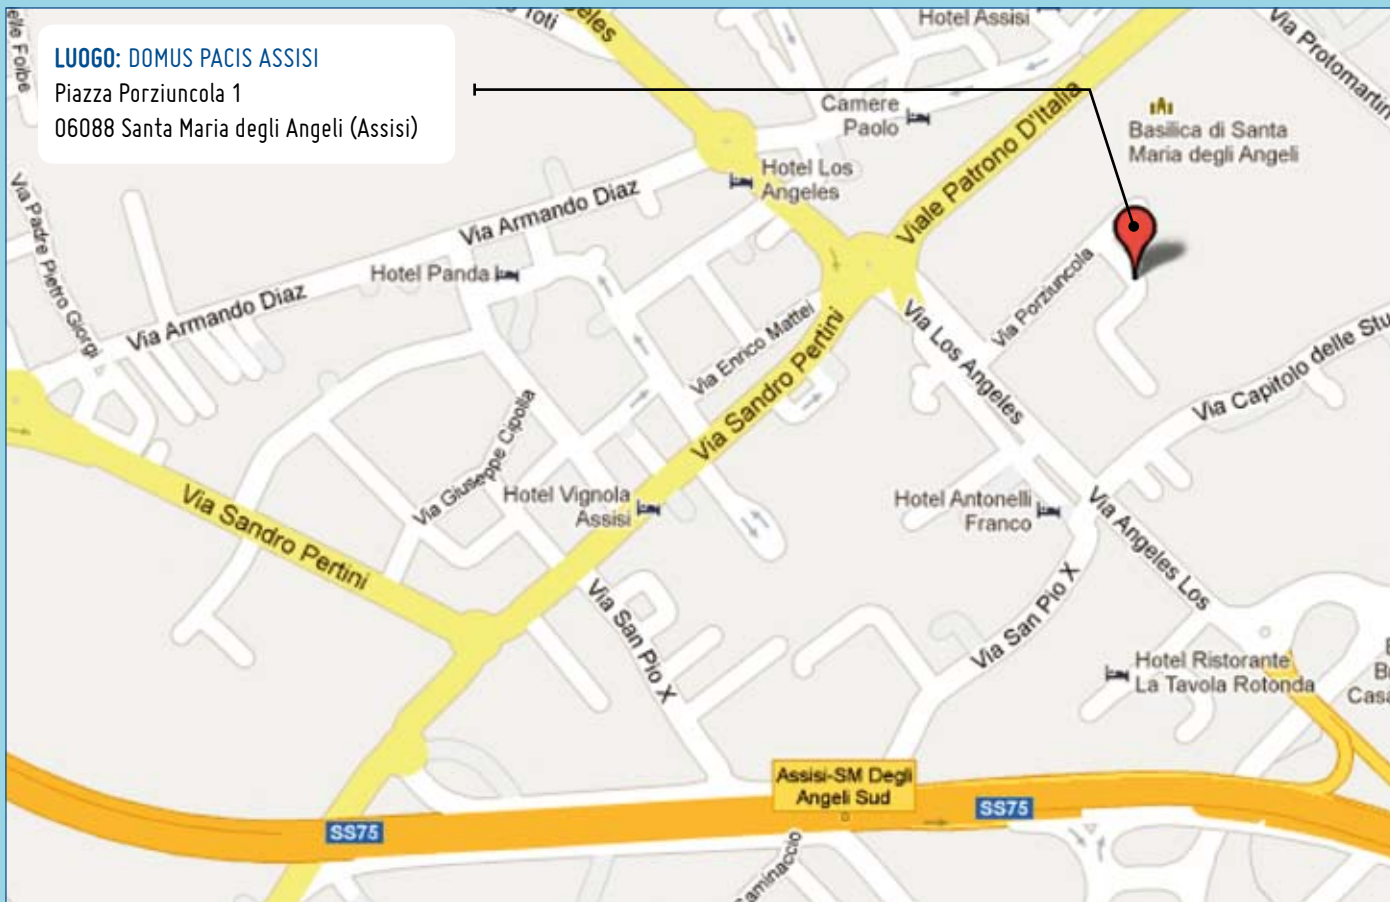 LUOGO: DOMUS PACIS ASSISI
Piazza Porziuncola 1
06088 Santa Maria degli Angeli (Assisi)
Toti
Hotel Assisi
Via Protomartin
Camere
Paolo
Basilica di Santa
Maria degli Angeli
Hotel Los
Angeles
Viale Patrono D'Italia
Via Padre Pietro Giorgi
Via Armando Diaz
Hotel Panda
Via Armando Diaz
Via Porziuncola
Via Enrico Mattei
Via Los Angeles
Via Sandro Pertini
Via Capitolo delle Stu
Via Giuseppe Cipolla
Hotel Vignola
Assisi
Hotel Antonelli
Franco
Via Sandro Pertini
Via Angeles Los
Via San Pio X
Via San Pio X
Hotel Ristorante
La Tavola Rotonda
Casa
Assisi-SM Degli
Angeli Sud
SS75
SS75